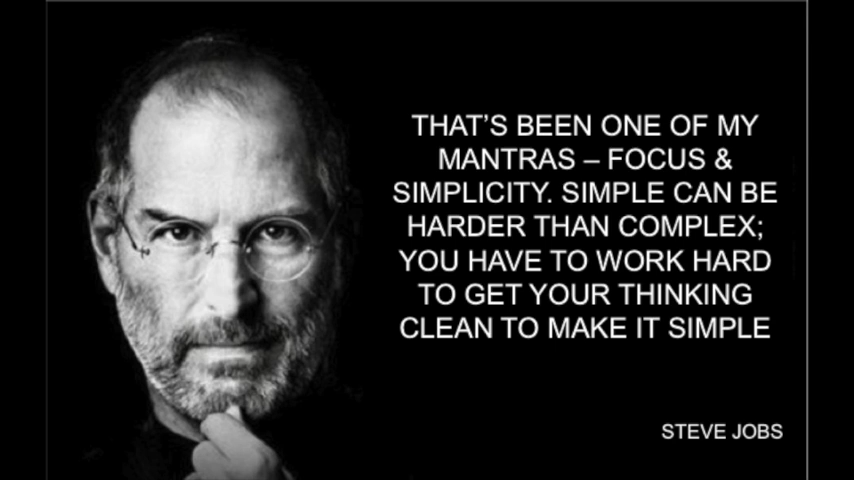 THAT'S BEEN ONE OF MY
MANTRAS – FOCUS &
SIMPLICITY. SIMPLE CAN BE
HARDER THAN COMPLEX;
YOU HAVE TO WORK HARD
TO GET YOUR THINKING
CLEAN TO MAKE IT SIMPLE
STEVE JOBS